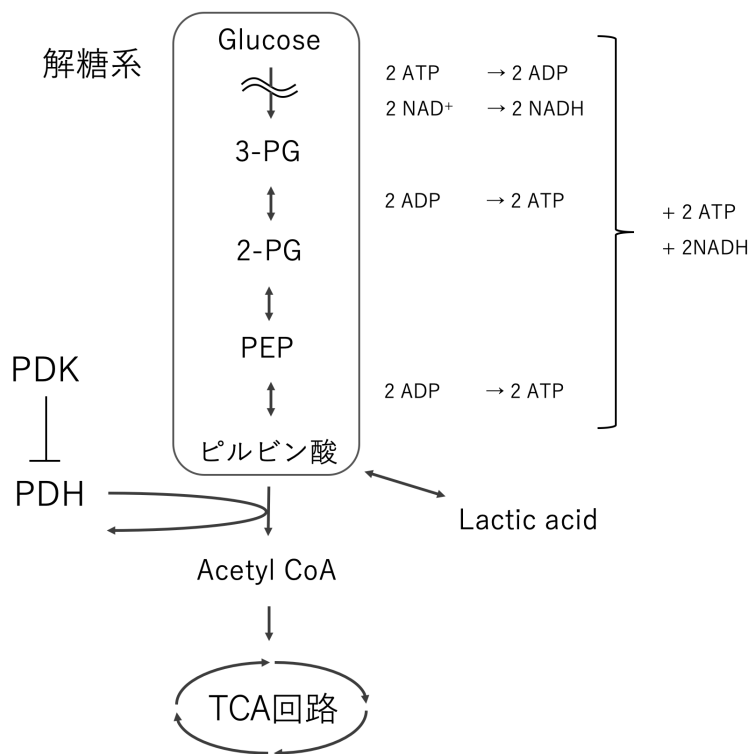 解糖系
Glucose
2 ATP → 2 ADP
2 NAD⁺ → 2 NADH
3-PG
2 ADP → 2 ATP
+ 2 ATP
+ 2NADH
2-PG
PEP
PDK
2 ADP → 2 ATP
ピルビン酸
PDH
Lactic acid
Acetyl CoA
TCA回路